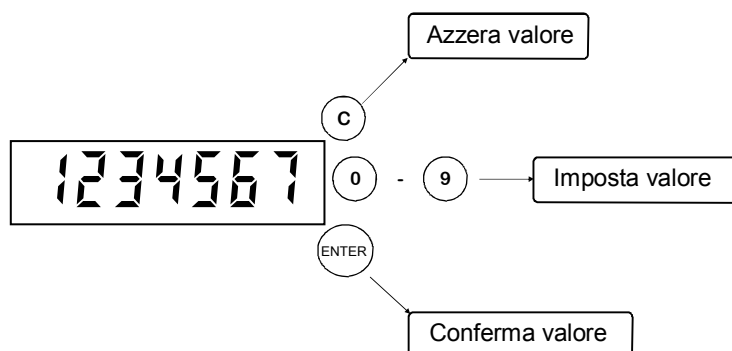 Azzera valore
C
1234567 0 - 9 Imposta valore
ENTER
Conferma valore